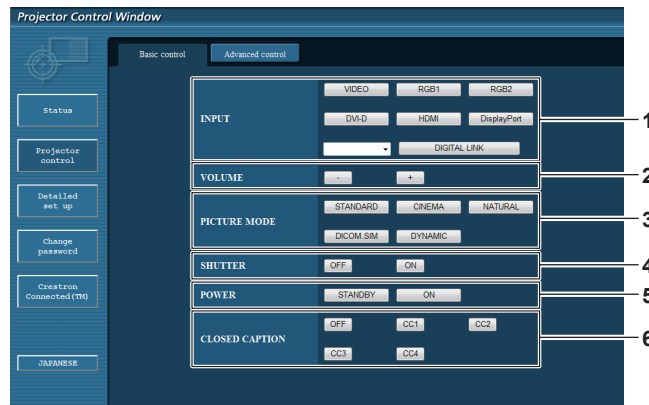 Projector Control Window
Basic control
Advanced control
Status
Projector
control
Detailed
set up
Change
password
Crestron
Connected(TM)
JAPANESE
INPUT
VIDEO RGB1 RGB2
DVI-D HDMI DisplayPort
DIGITAL LINK
1
VOLUME - +
2
PICTURE MODE
STANDARD CINEMA NATURAL
DICOM.SIM DYNAMIC
3
SHUTTER OFF ON
4
POWER STANDBY ON
5
CLOSED CAPTION
OFF CC1 CC2
CC3 CC4
6